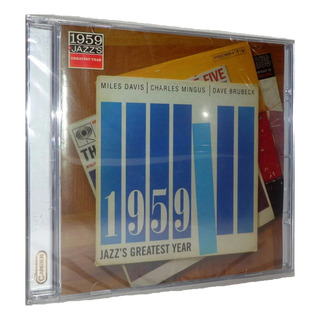 1959
JAZZ'S
GREATEST YEAR
FIVE
MILES DAVIS | CHARLES MINGUS | DAVE BRUBECK
TH
1959
JAZZ'S GREATEST YEAR